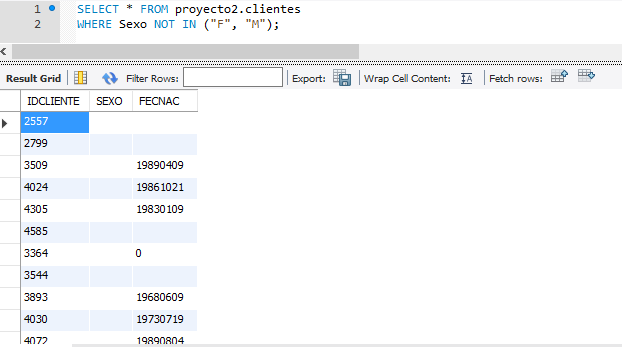 1 SELECT * FROM proyecto2.clientes
2 WHERE Sexo NOT IN ("F", "M");
Result Grid Filter Rows: Export: Wrap Cell Content: Fetch rows:
IDCLIENTE SEXO FECNAC
2557
2799
3509 19890409
4024 19861021
4305 19830109
4585
3364 0
3544
3893 19680609
4030 19730719
4072 19890804